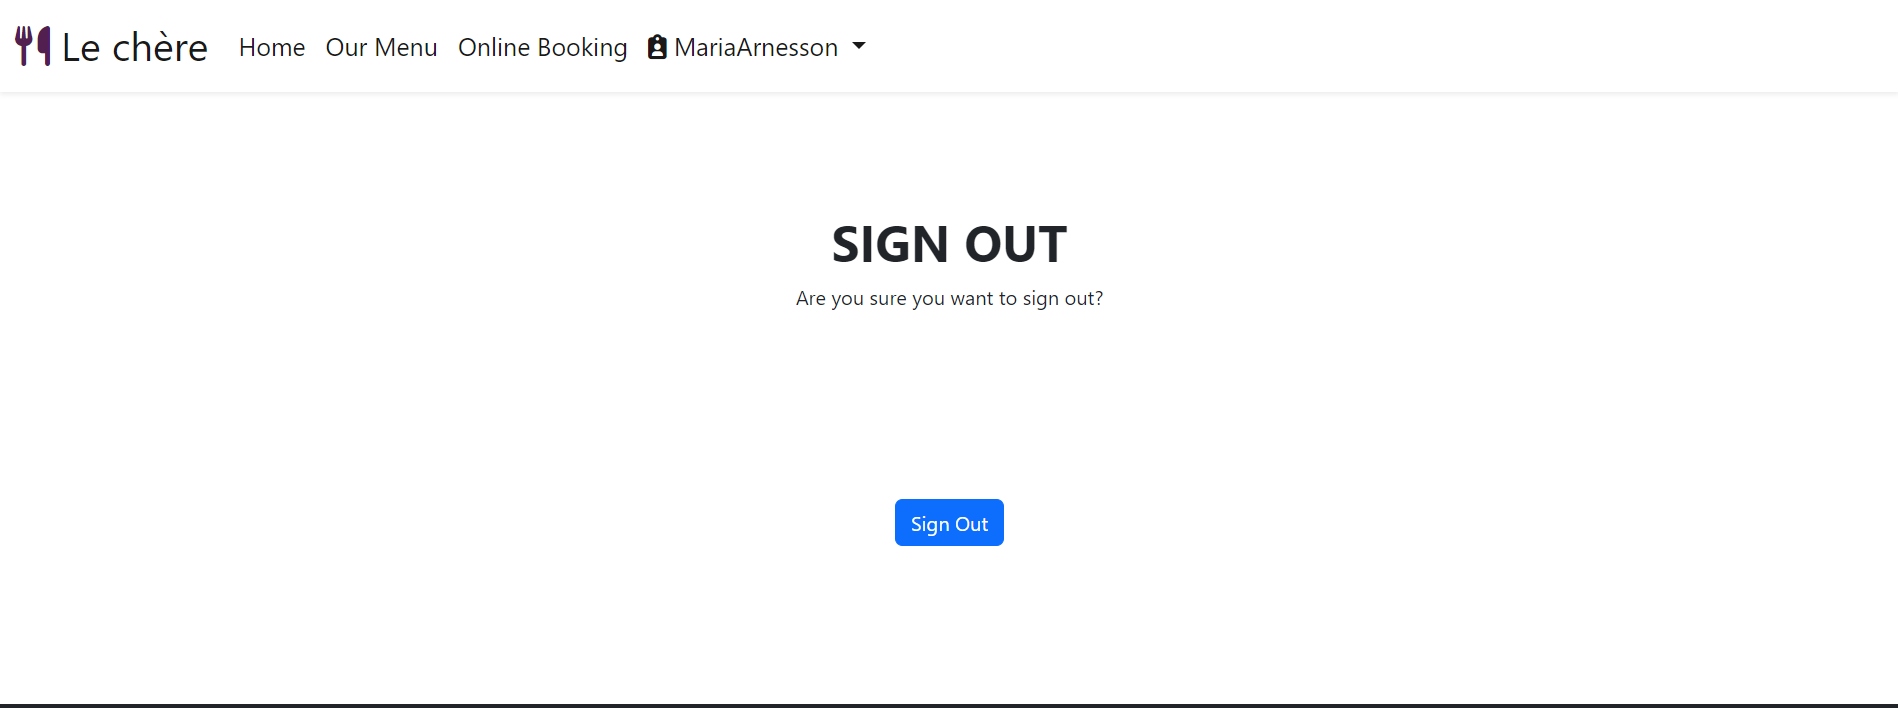 Le chère Home Our Menu Online Booking MariaArnesson
SIGN OUT
Are you sure you want to sign out?
Sign Out